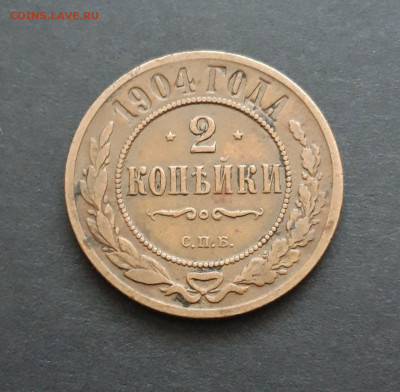 COINS.LAVE.RU
1904 ГОДА
2
КОПѢЙКИ
С.П.Б.